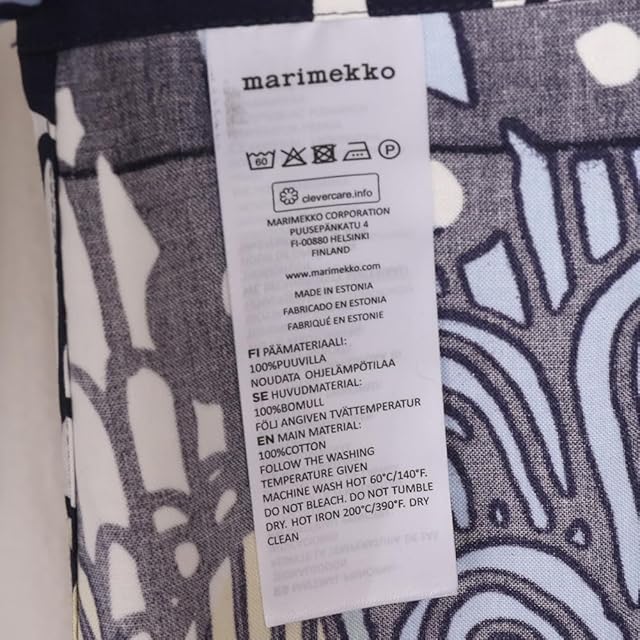 marimekko
60
P
clevercare.info
MARIMEKKO CORPORATION
PUUSEPÄNKATU 4
FI-00880 HELSINKI
FINLAND
www.marimekko.com
MADE IN ESTONIA
FABRICADO EN ESTONIA
FABRIQUÉ EN ESTONIE
FI PÄÄMATERIAALI:
100%PUUVILLA
NOUDATA OHJELÄMPÖTILAA
SE HUVUDMATERIAL:
100%BOMULL
FÖLJ ANGIVEN TVÄTTEMPERATUR
EN MAIN MATERIAL:
100%COTTON
FOLLOW THE WASHING
TEMPERATURE GIVEN
MACHINE WASH HOT 60°C/140°F.
DO NOT BLEACH. DO NOT TUMBLE
DRY. HOT IRON 200°C/390°F. DRY
CLEAN